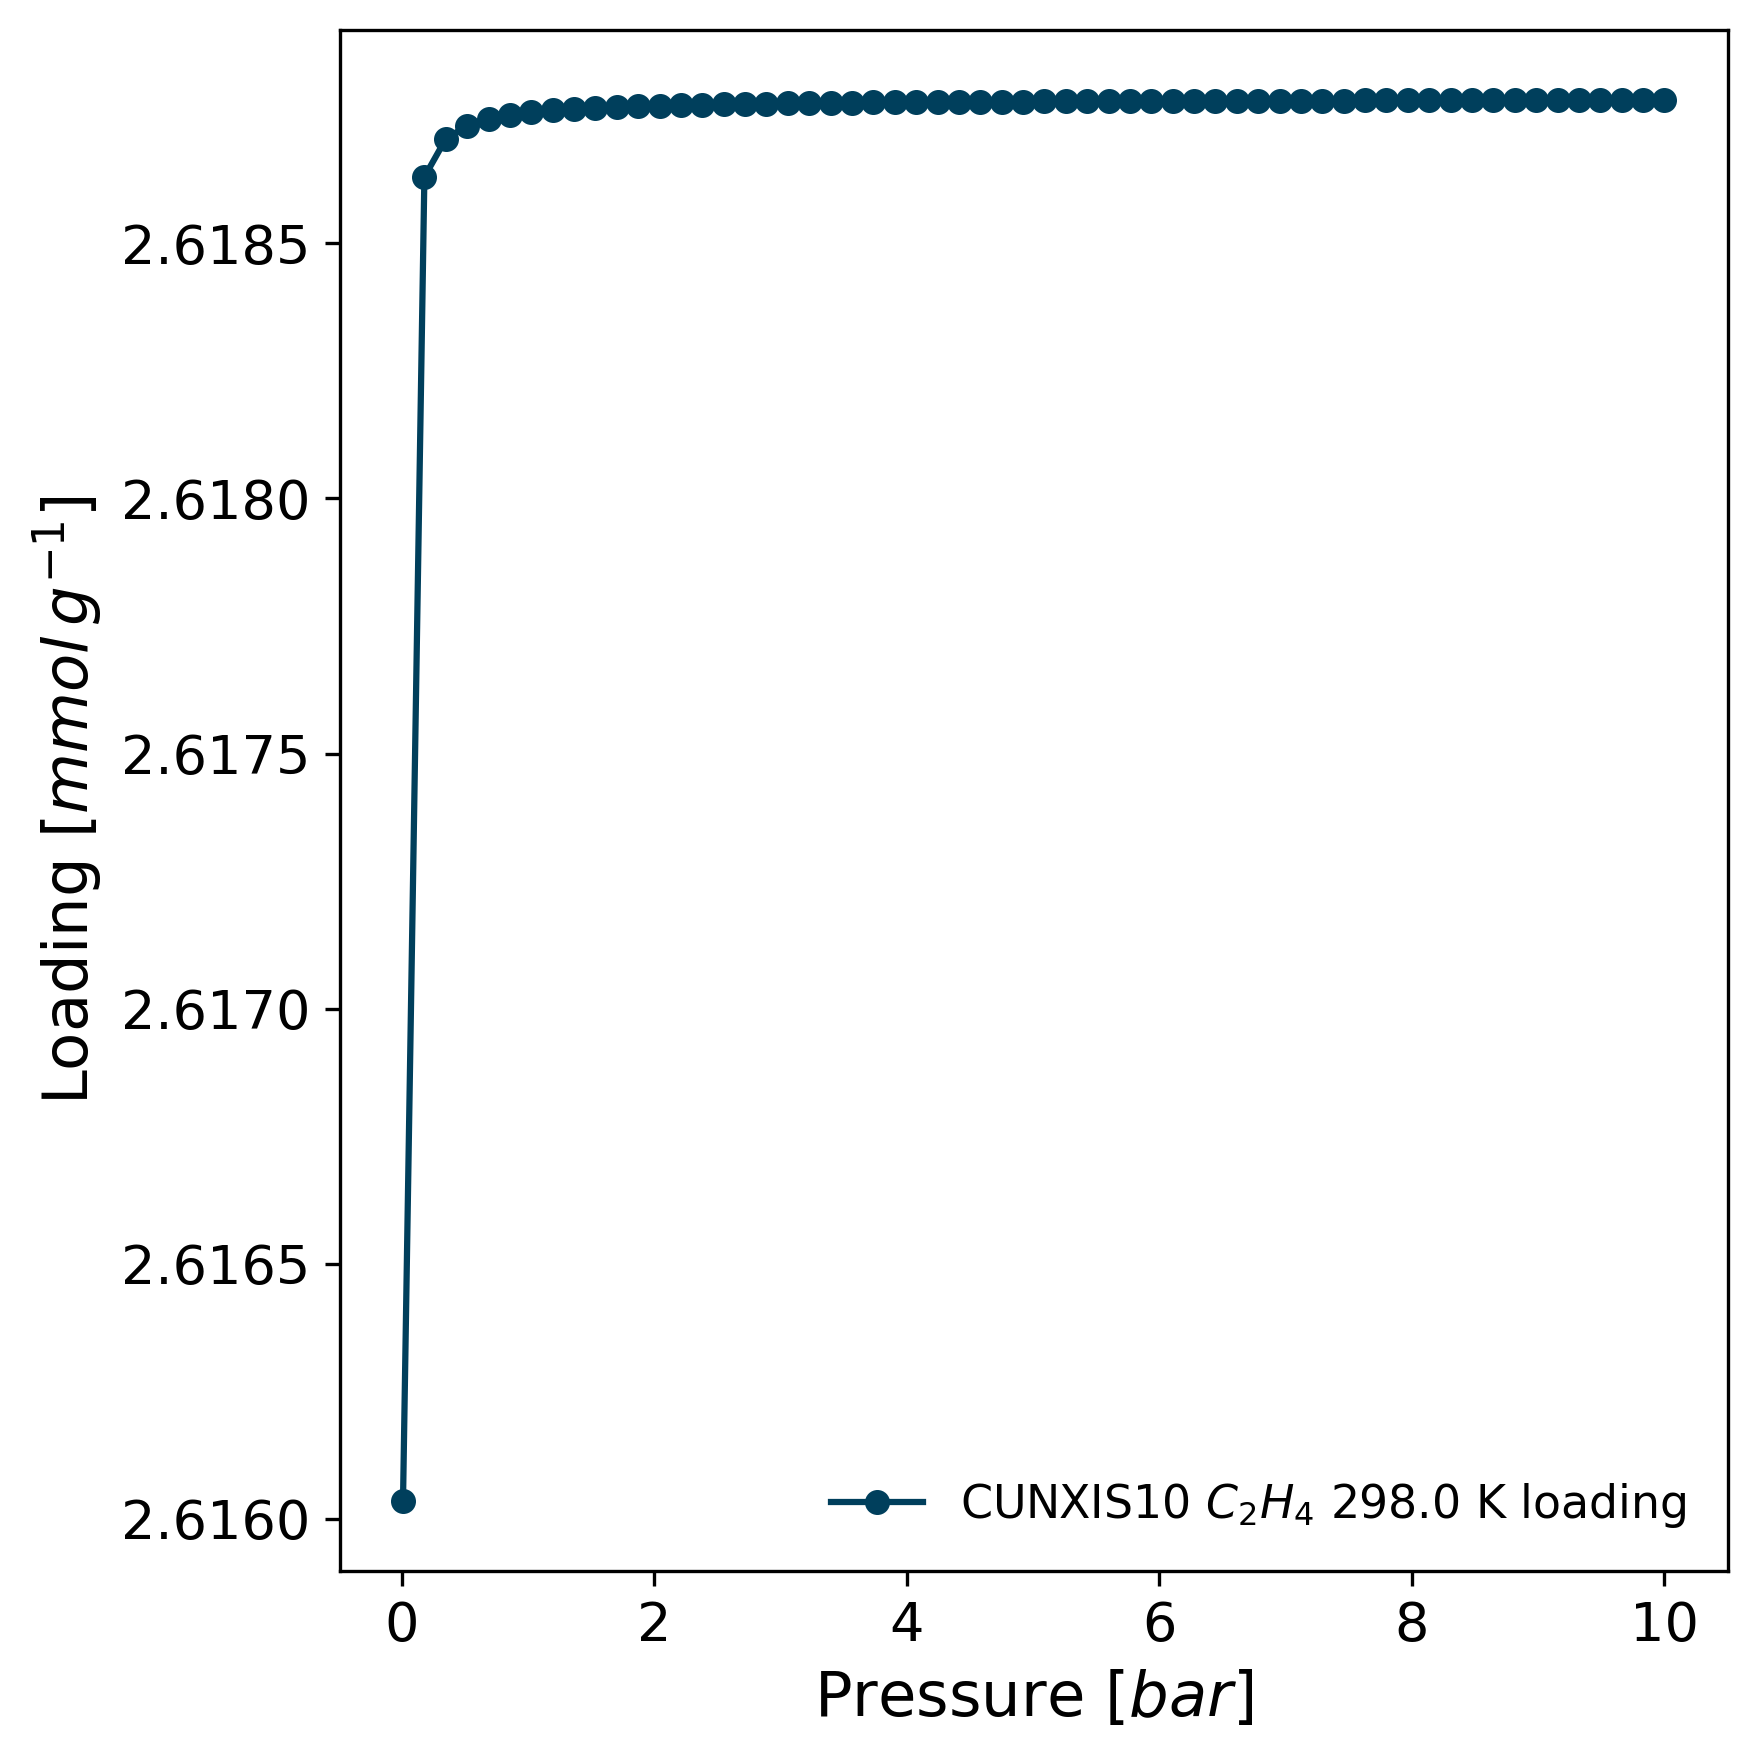 2.6185
2.6180
2.6175
2.6170
2.6165
2.6160
Loading [mmol g⁻¹]
CUNXIS10 C₂H₄ 298.0 K loading
0 2 4 6 8 10
Pressure [bar]